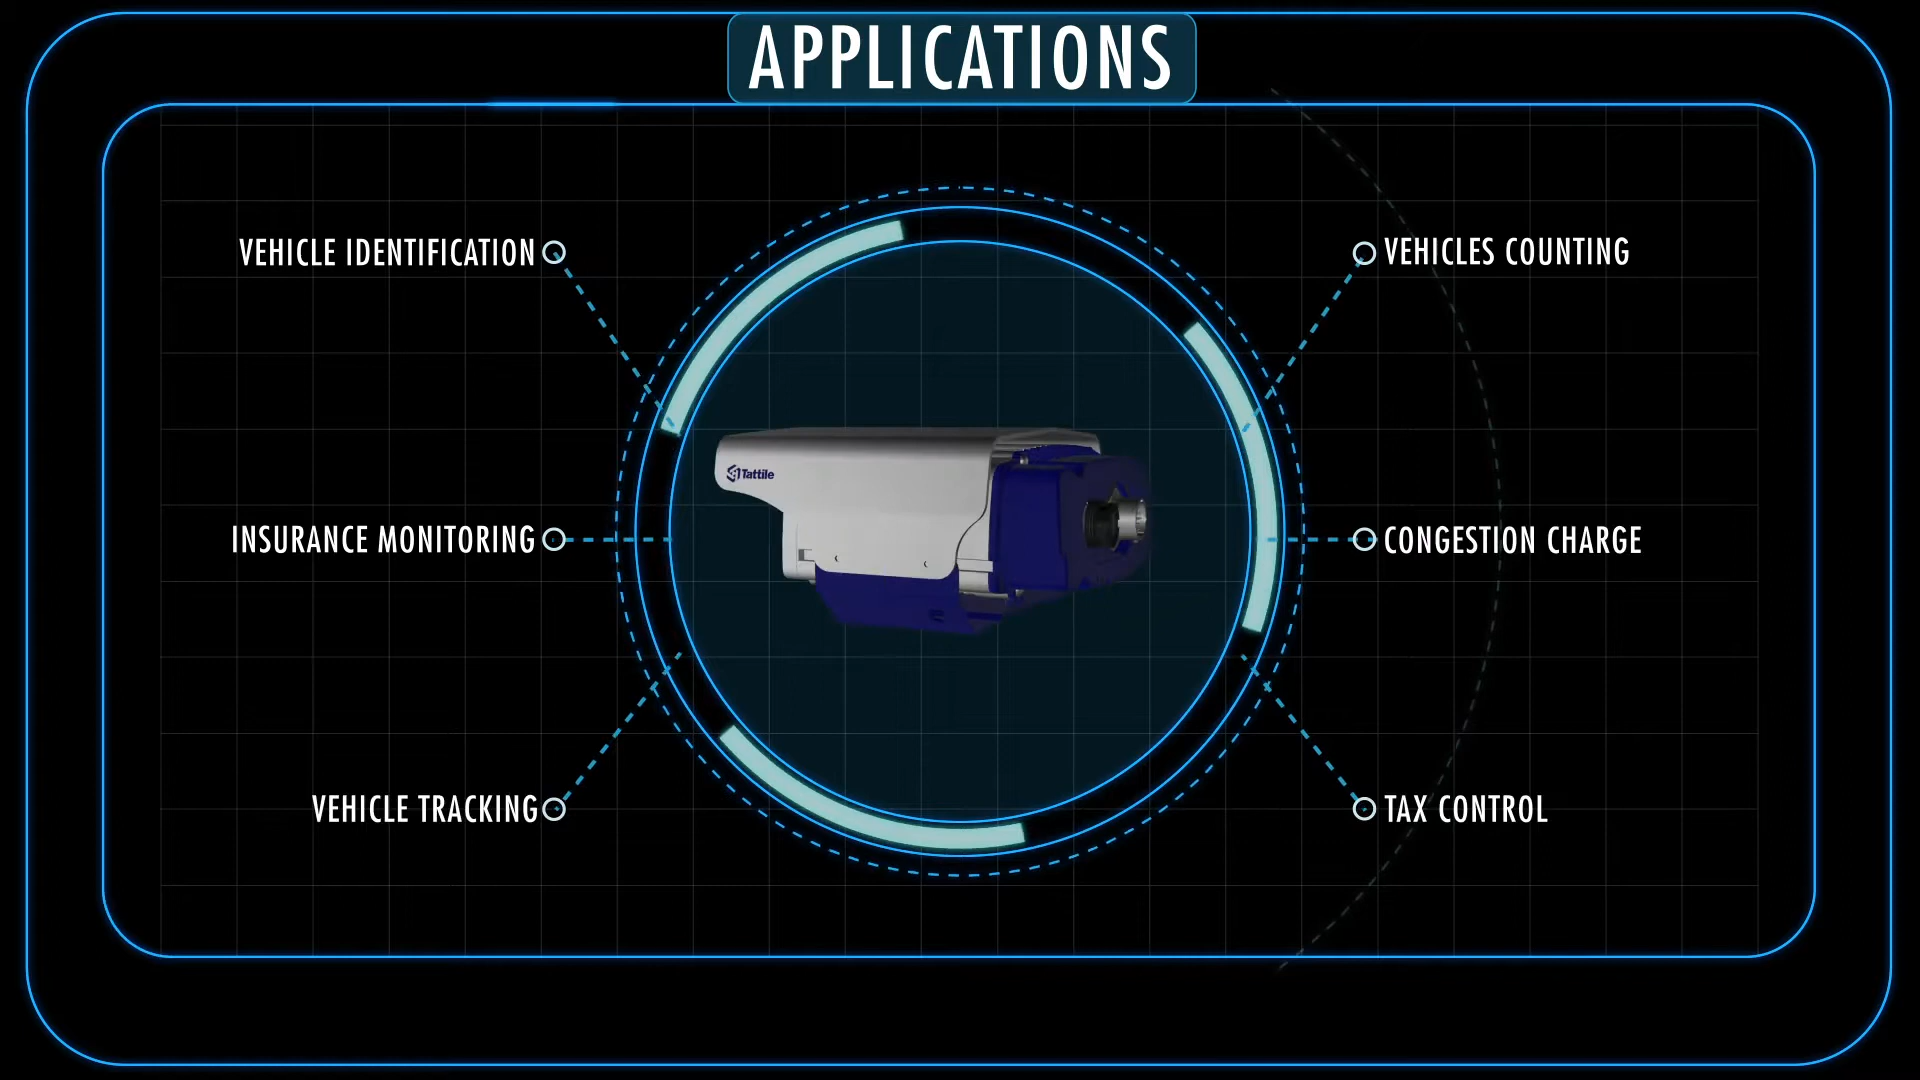 APPLICATIONS
VEHICLE IDENTIFICATION
VEHICLES COUNTING
Tattile
INSURANCE MONITORING
CONGESTION CHARGE
VEHICLE TRACKING
TAX CONTROL